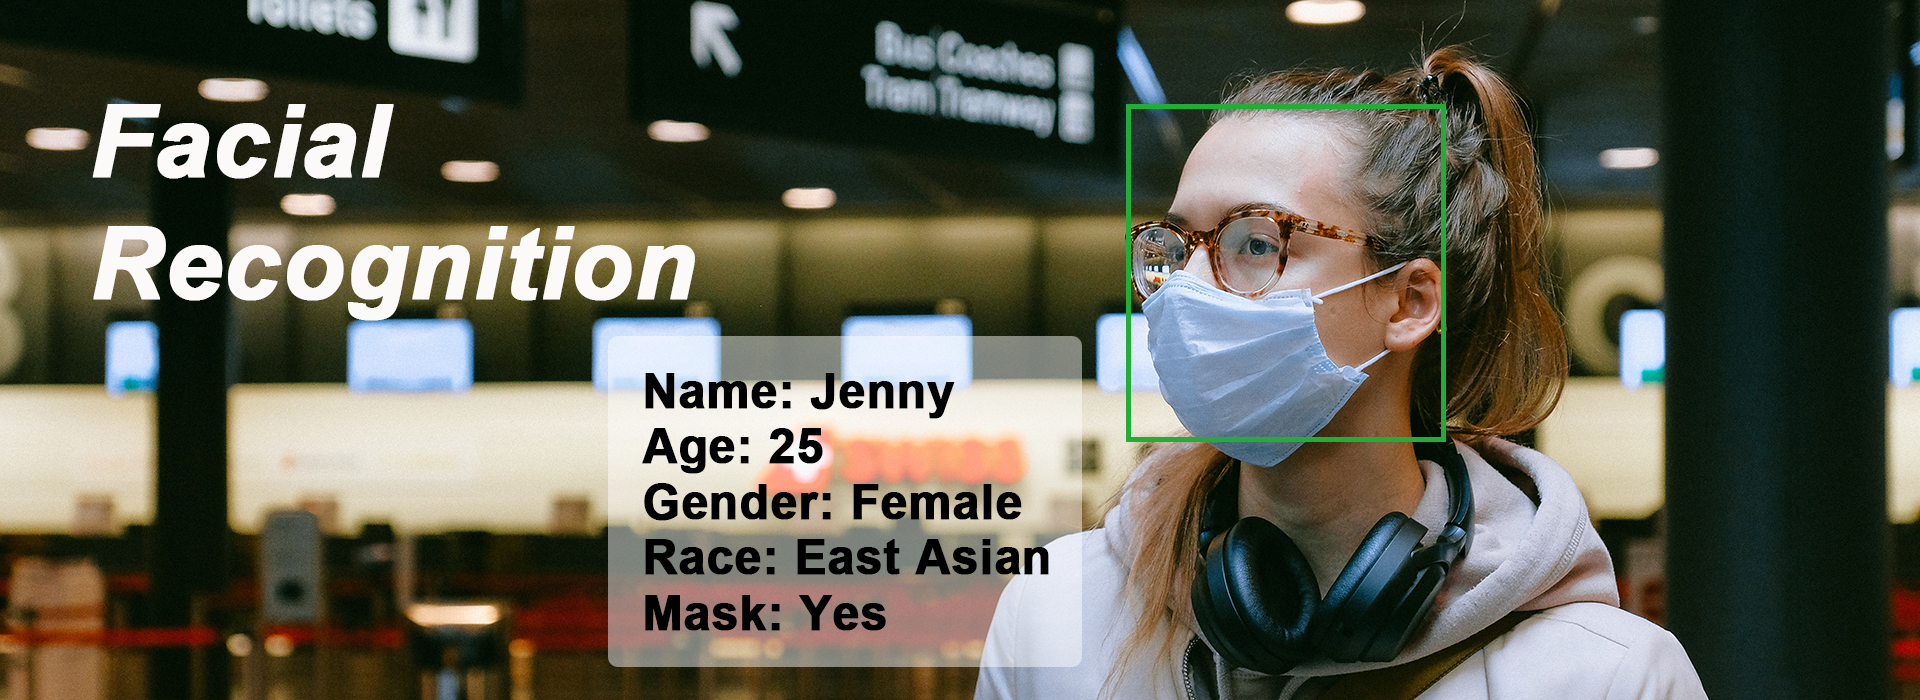 Toilets
Bus Coaches
Tram Tramway
Facial
Recognition
Name: Jenny
Age: 25
Gender: Female
Race: East Asian
Mask: Yes